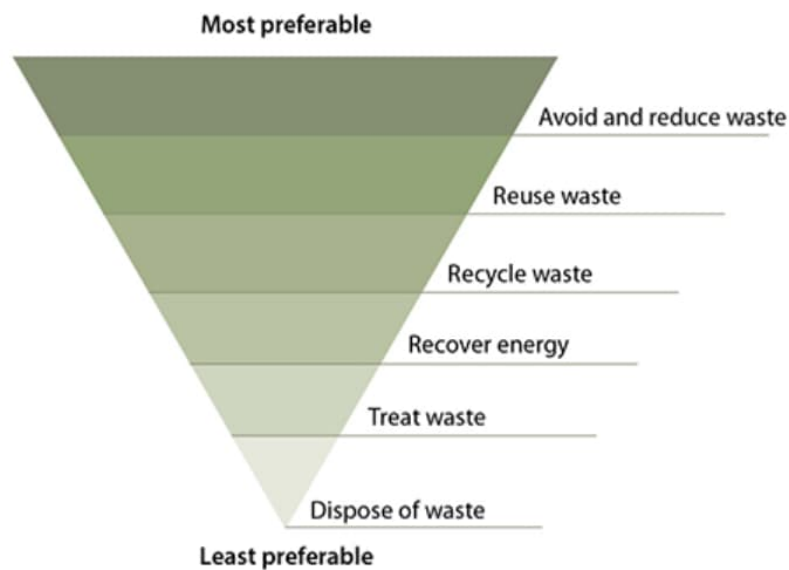 Most preferable
Avoid and reduce waste
Reuse waste
Recycle waste
Recover energy
Treat waste
Dispose of waste
Least preferable